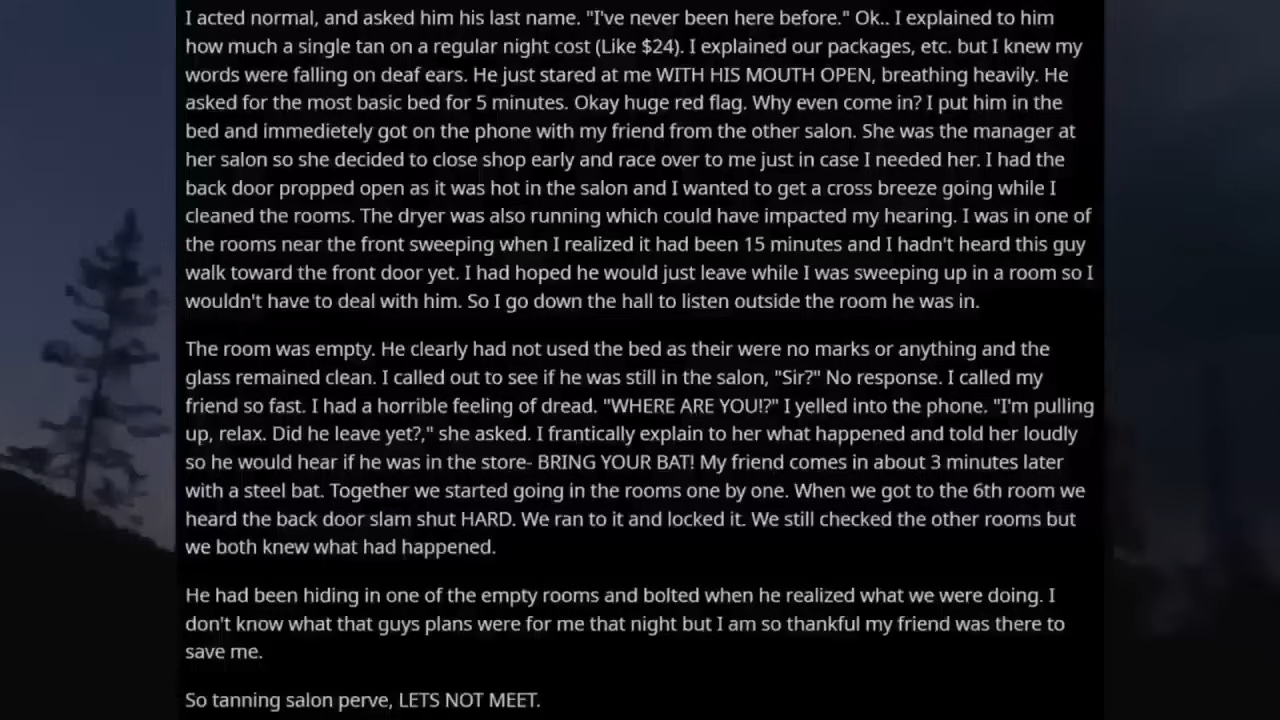 I acted normal, and asked him his last name. "I've never been here before." Ok.. I explained to him
how much a single tan on a regular night cost (Like $24). I explained our packages, etc. but I knew my
words were falling on deaf ears. He just stared at me WITH HIS MOUTH OPEN, breathing heavily. He
asked for the most basic bed for 5 minutes. Okay huge red flag. Why even come in? I put him in the
bed and immedietely got on the phone with my friend from the other salon. She was the manager at
her salon so she decided to close shop early and race over to me just in case I needed her. I had the
back door propped open as it was hot in the salon and I wanted to get a cross breeze going while I
cleaned the rooms. The dryer was also running which could have impacted my hearing. I was in one of
the rooms near the front sweeping when I realized it had been 15 minutes and I hadn't heard this guy
walk toward the front door yet. I had hoped he would just leave while I was sweeping up in a room so I
wouldn't have to deal with him. So I go down the hall to listen outside the room he was in.
The room was empty. He clearly had not used the bed as their were no marks or anything and the
glass remained clean. I called out to see if he was still in the salon, "Sir?" No response. I called my
friend so fast. I had a horrible feeling of dread. "WHERE ARE YOU!?" I yelled into the phone. "I'm pulling
up, relax. Did he leave yet?," she asked. I frantically explain to her what happened and told her loudly
so he would hear if he was in the store- BRING YOUR BAT! My friend comes in about 3 minutes later
with a steel bat. Together we started going in the rooms one by one. When we got to the 6th room we
heard the back door slam shut HARD. We ran to it and locked it. We still checked the other rooms but
we both knew what had happened.
He had been hiding in one of the empty rooms and bolted when he realized what we were doing. I
don't know what that guys plans were for me that night but I am so thankful my friend was there to
save me.
So tanning salon perve, LETS NOT MEET.